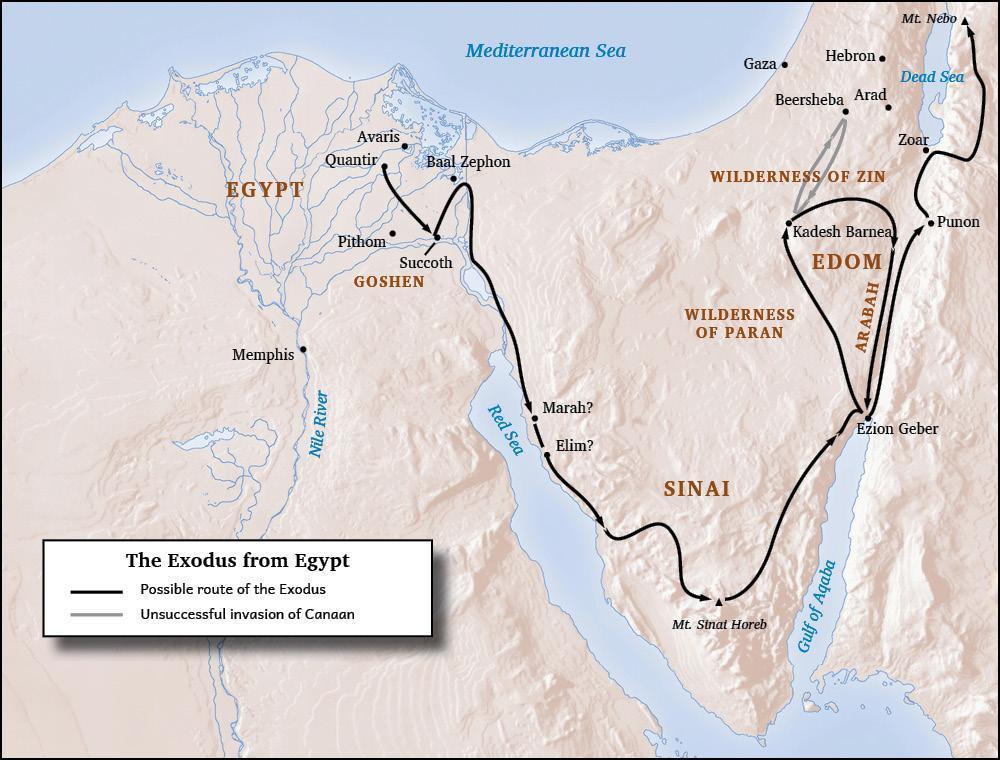 Mt. Nebo
Mediterranean Sea
Hebron
Gaza
Dead Sea
Arad
Beersheba
Avaris
Zoar
Quantir
Baal Zephon
WILDERNESS OF ZIN
EGYPT
Punon
Kadesh Barnea
Pithom
Succoth
EDOM
GOSHEN
ARABAH
WILDERNESS
OF PARAN
Memphis
Marah?
Red Sea
Nile River
Ezion Geber
Elim?
SINAI
The Exodus from Egypt
Possible route of the Exodus
Unsuccessful invasion of Canaan
Gulf of Aqaba
Mt. Sinai Horeb